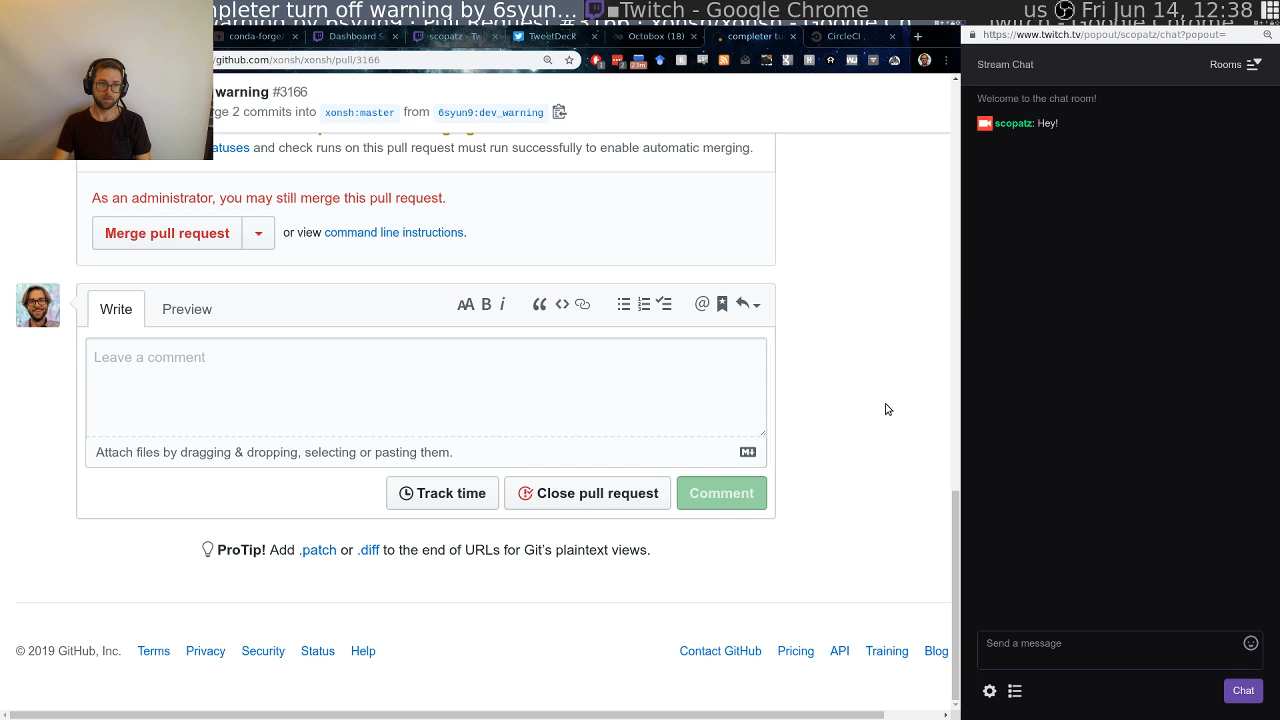 mpleter turn off warning by 6syun... Twitch - Google Chrome us Fri Jun 14, 12:38
conda-forge/ Dashboard S scopatz - Twi TweetDeck Octobox (18) completer tu CircleCI
github.com/xonsh/xonsh/pull/3166
https://www.twitch.tv/popout/scopatz/chat?popout=
warning #3166
rge 2 commits into xonsh:master from 6syun9:dev_warning
atuses and check runs on this pull request must run successfully to enable automatic merging.
As an administrator, you may still merge this pull request.
Merge pull request or view command line instructions.
Write Preview
Leave a comment
Attach files by dragging & dropping, selecting or pasting them.
Track time Close pull request Comment
ProTip! Add .patch or .diff to the end of URLs for Git's plaintext views.
© 2019 GitHub, Inc. Terms Privacy Security Status Help Contact GitHub Pricing API Training Blog
Stream Chat Rooms
Welcome to the chat room!
scopatz: Hey!
Send a message
Chat